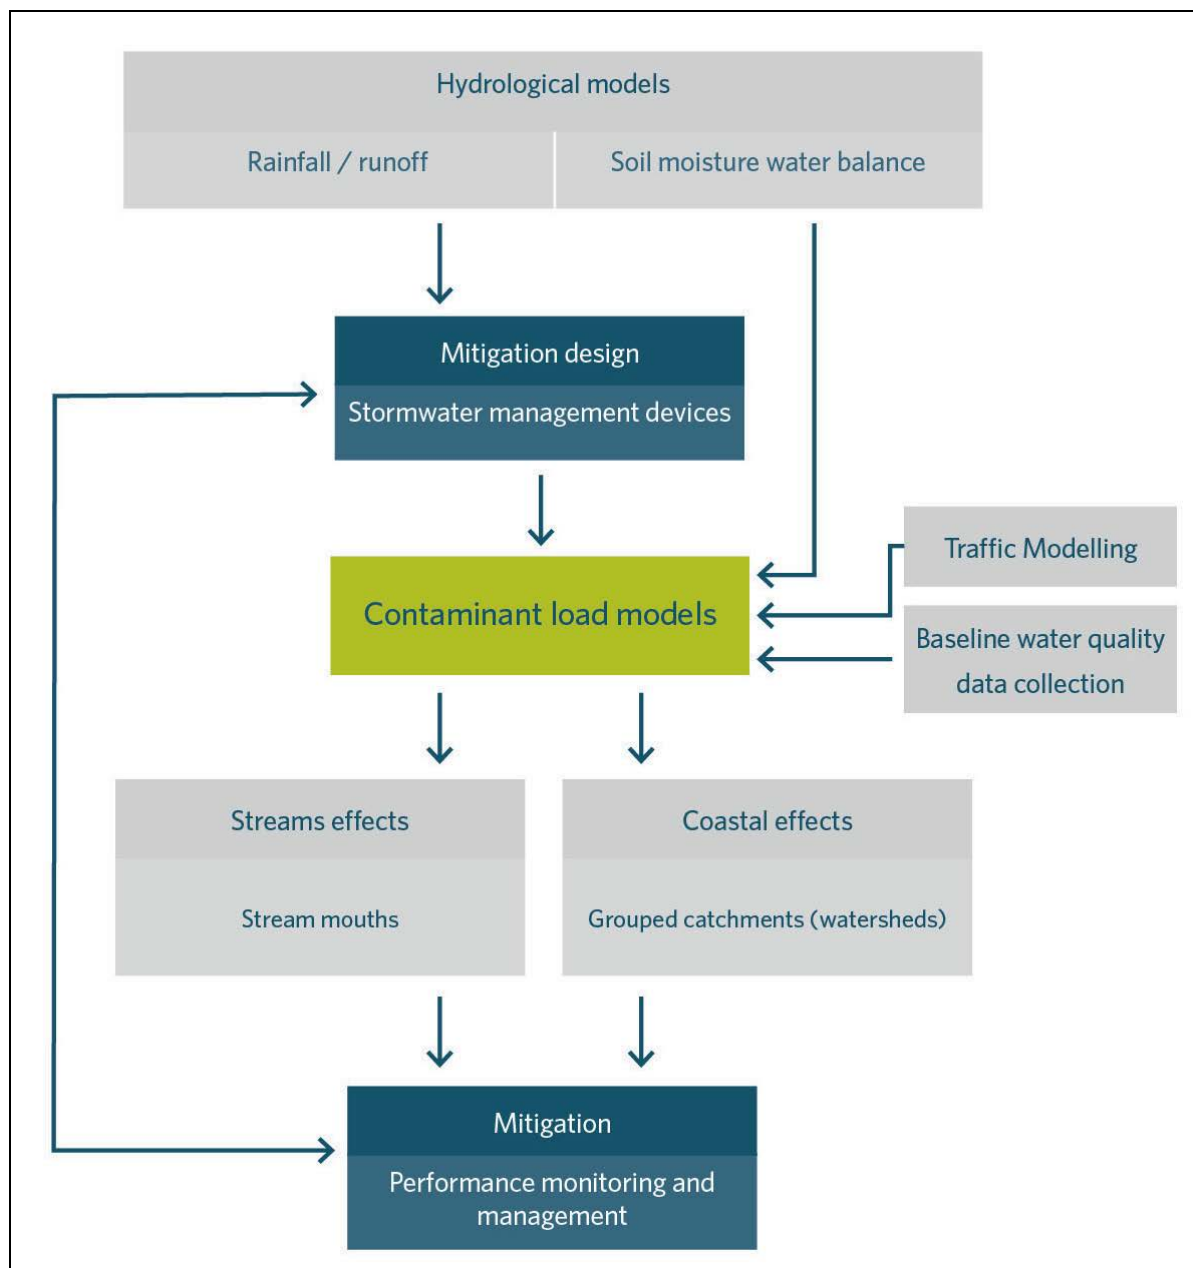 Hydrological models
Rainfall / runoff
Soil moisture water balance
Mitigation design
Stormwater management devices
Traffic Modelling
Contaminant load models
Baseline water quality
data collection
Streams effects
Coastal effects
Stream mouths
Grouped catchments (watersheds)
Mitigation
Performance monitoring and
management